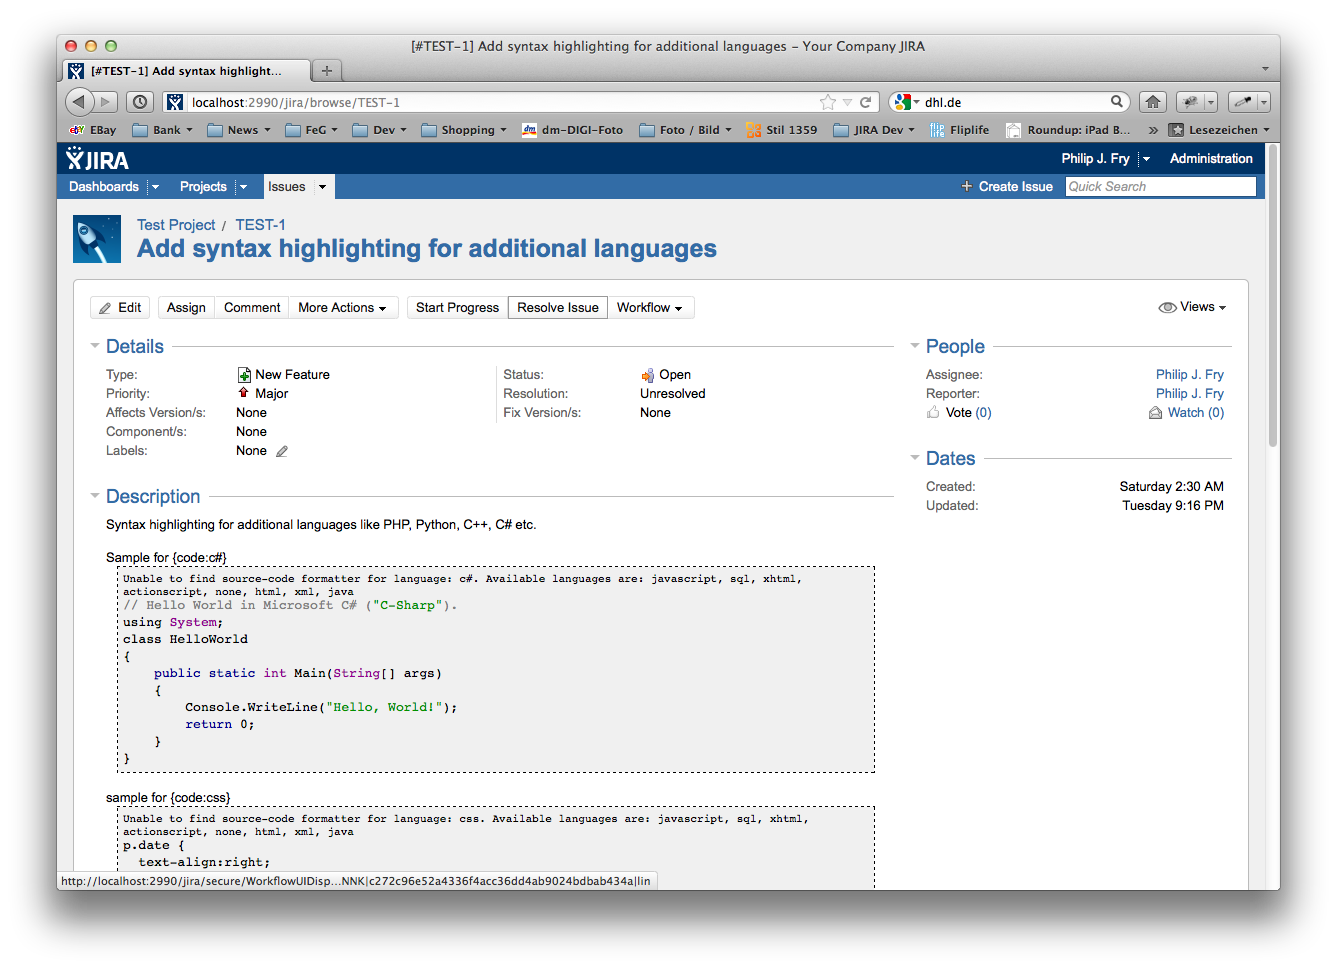 [#TEST-1] Add syntax highlighting for additional languages – Your Company JIRA
[#TEST-1] Add syntax highlight...
localhost:2990/jira/browse/TEST-1
dhl.de
EBay Bank News FeG Dev Shopping dm dm-DIGI-Foto Foto / Bild Stil 1359 JIRA Dev Fliplife Roundup: iPad B... » Lesezeichen
JIRA
Philip J. Fry Administration
Dashboards Projects Issues + Create Issue Quick Search
Test Project / TEST-1
Add syntax highlighting for additional languages
Edit Assign Comment More Actions Start Progress Resolve Issue Workflow Views
Details
Type: New Feature
Priority: Major
Affects Version/s: None
Component/s: None
Labels: None
Status: Open
Resolution: Unresolved
Fix Version/s: None
People
Assignee: Philip J. Fry
Reporter: Philip J. Fry
Vote (0) Watch (0)
Dates
Created: Saturday 2:30 AM
Updated: Tuesday 9:16 PM
Description
Syntax highlighting for additional languages like PHP, Python, C++, C# etc.
Sample for {code:c#}
Unable to find source-code formatter for language: c#. Available languages are: javascript, sql, xhtml,
actionscript, none, html, xml, java
// Hello World in Microsoft C# ("C-Sharp").
using System;
class HelloWorld
{
public static int Main(String[] args)
{
Console.WriteLine("Hello, World!");
return 0;
}
}
sample for {code:css}
Unable to find source-code formatter for language: css. Available languages are: javascript, sql, xhtml,
actionscript, none, html, xml, java
p.date {
text-align:right;
http://localhost:2990/jira/secure/WorkflowUIDisp...NNK|c272c96e52a4336f4acc36dd4ab9024bdbab434a|lin